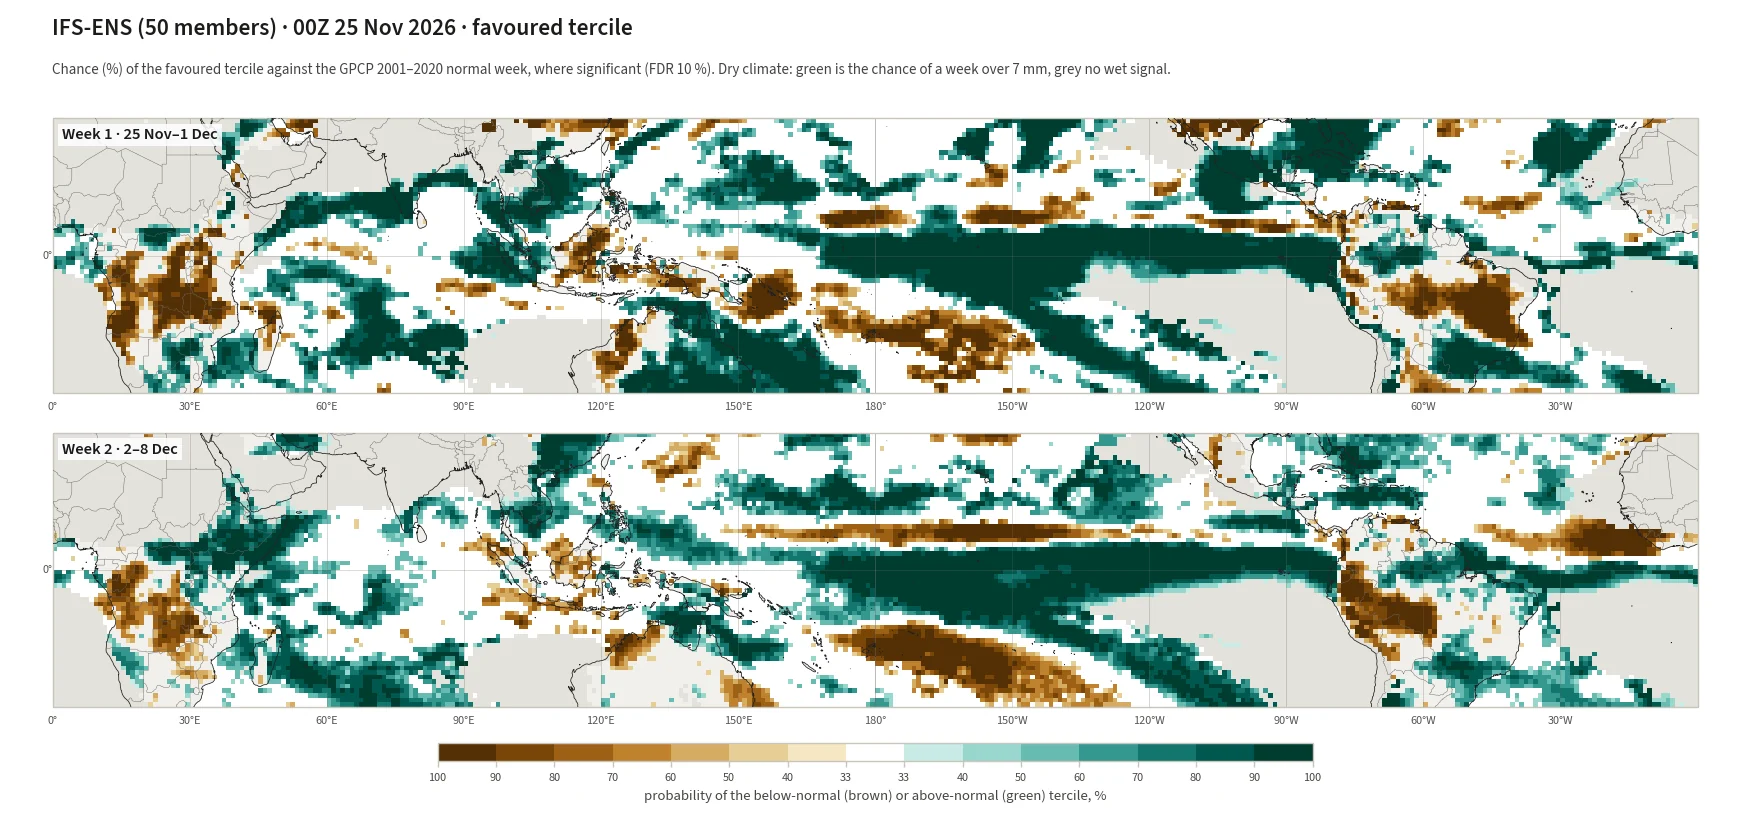 IFS-ENS (50 members) · 00Z 25 Nov 2026 · favoured tercile
Chance (%) of the favoured tercile against the GPCP 2001–2020 normal week, where significant (FDR 10 %). Dry climate: green is the chance of a week over 7 mm, grey no wet signal.
Week 1 · 25 Nov–1 Dec
0°
0° 30°E 60°E 90°E 120°E 150°E 180° 150°W 120°W 90°W 60°W 30°W
Week 2 · 2–8 Dec
0°
0° 30°E 60°E 90°E 120°E 150°E 180° 150°W 120°W 90°W 60°W 30°W
100 90 80 70 60 50 40 33 33 40 50 60 70 80 90 100
probability of the below-normal (brown) or above-normal (green) tercile, %